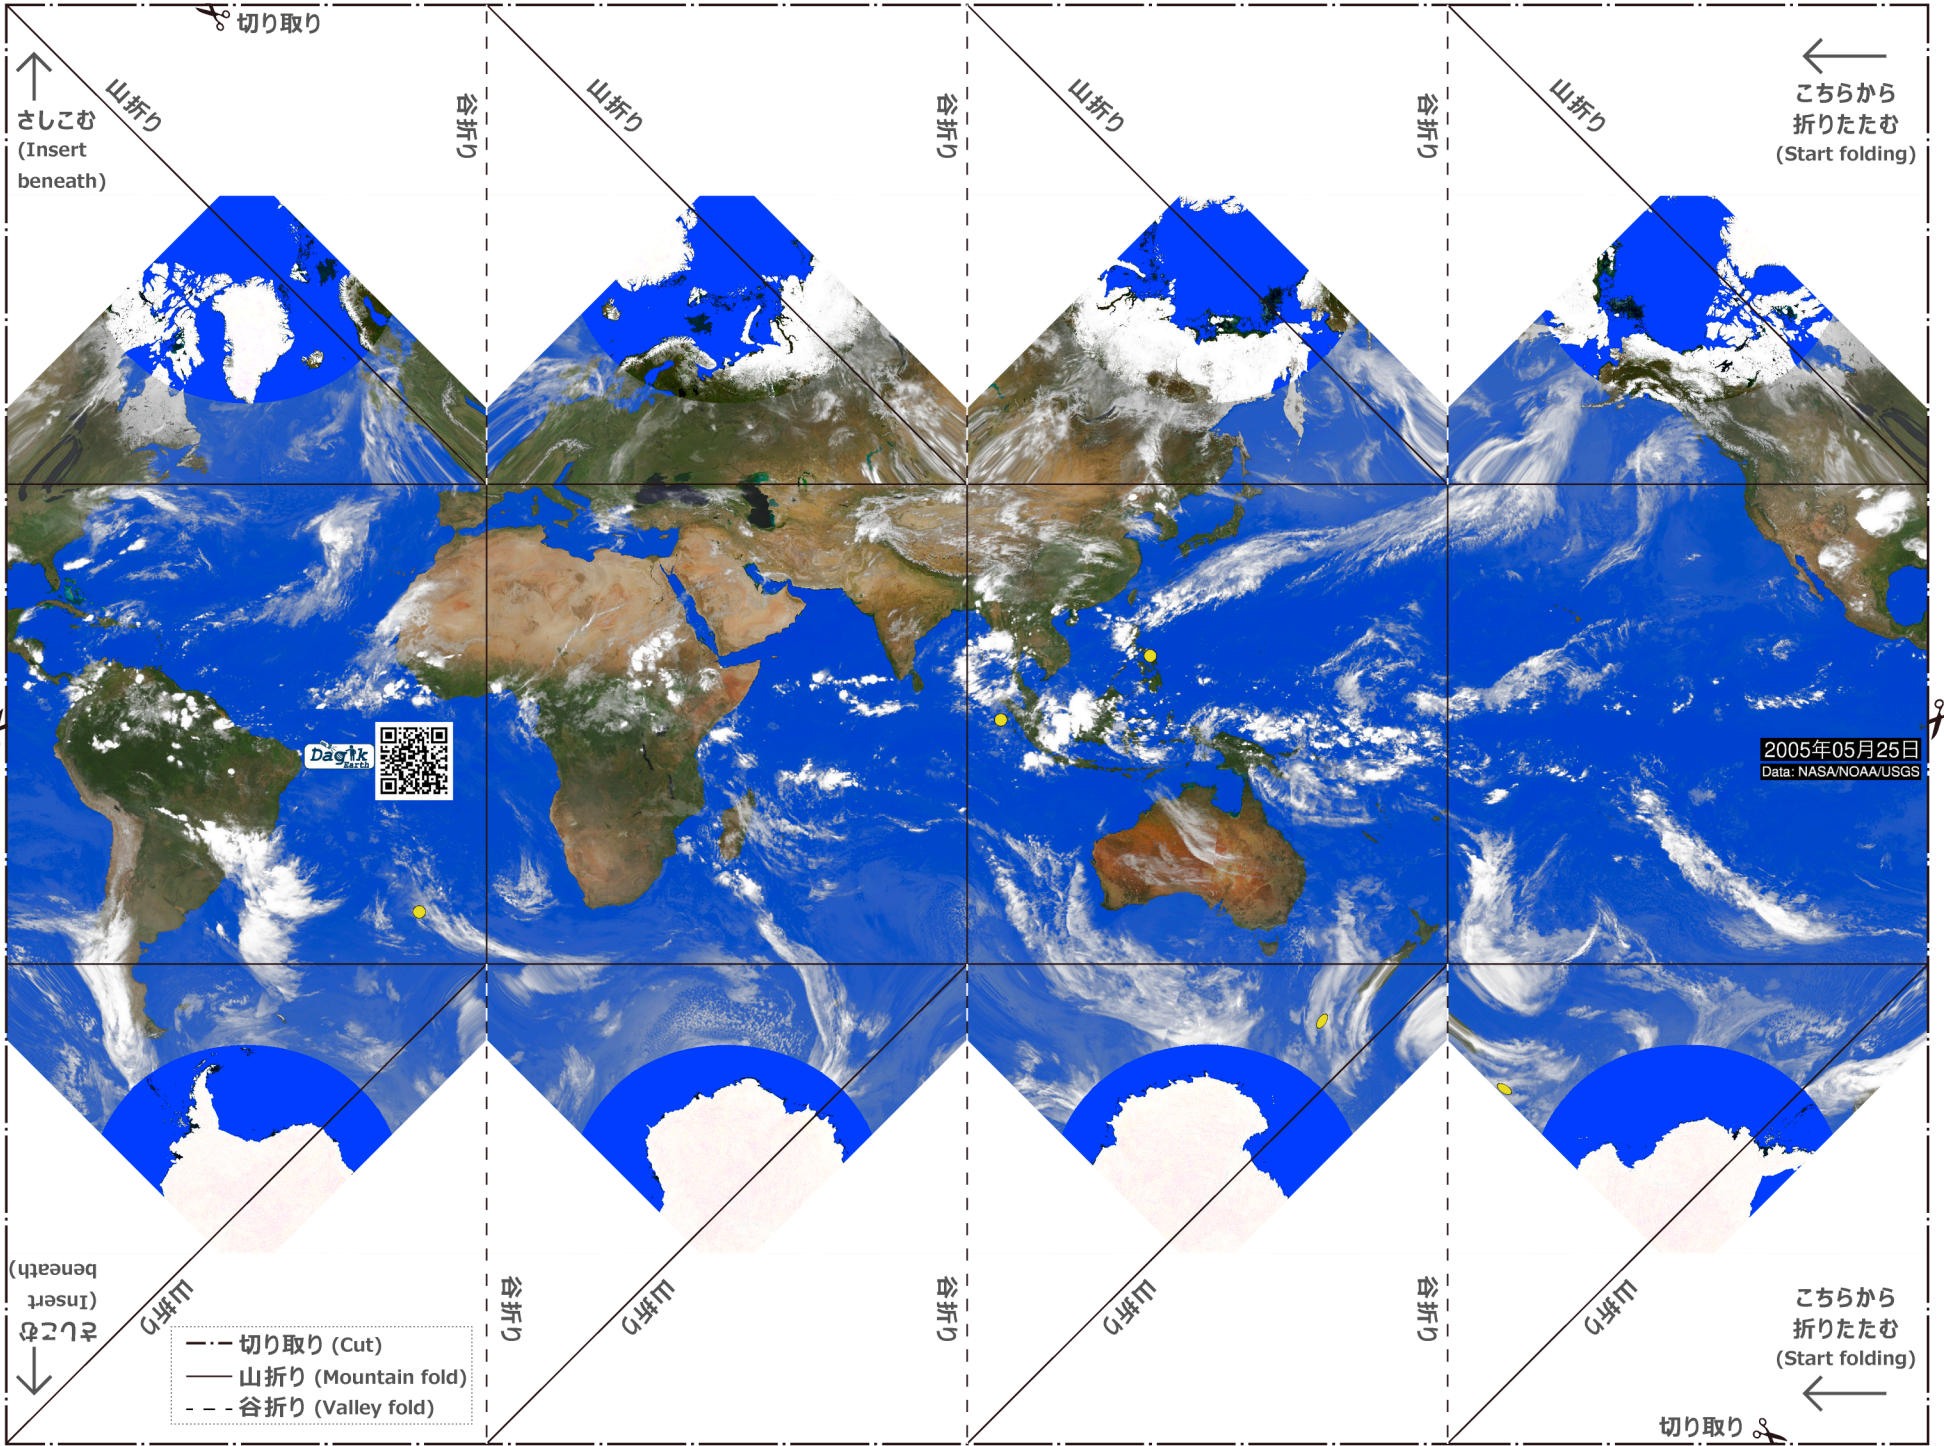 切り取り
山折り
谷折り
山折り
谷折り
山折り
谷折り
山折り
こちらから
折りたたむ
(Start folding)
さしこむ
(Insert
beneath)
Dagik
Earth
2005年05月25日
Data: NASA/NOAA/USGS
さしこむ
(Insert
beneath)
山折り
谷折り
山折り
谷折り
山折り
谷折り
山折り
こちらから
折りたたむ
(Start folding)
切り取り (Cut)
山折り (Mountain fold)
谷折り (Valley fold)
切り取り